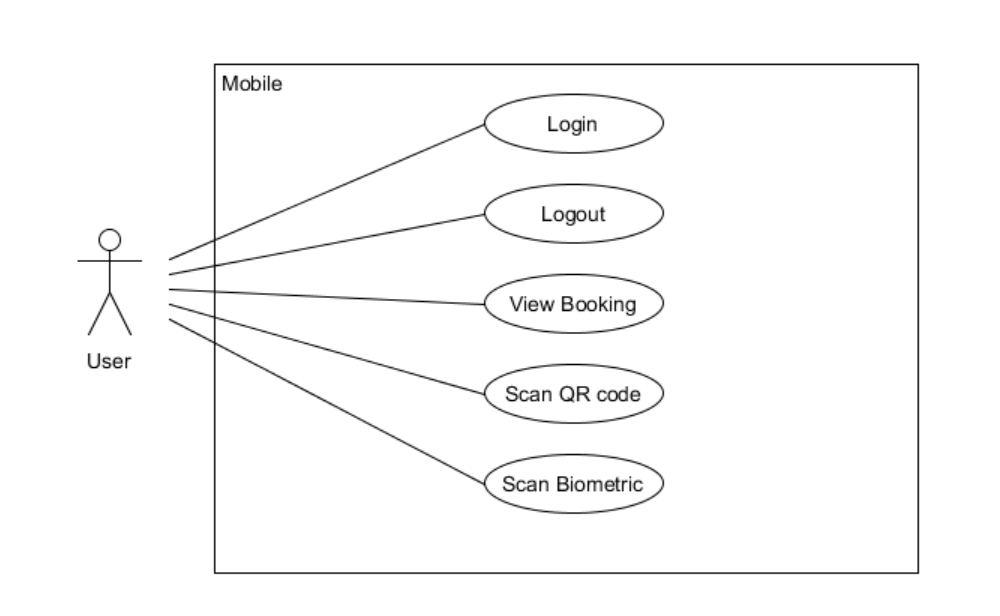 Mobile
Login
Logout
View Booking
Scan QR code
Scan Biometric
User